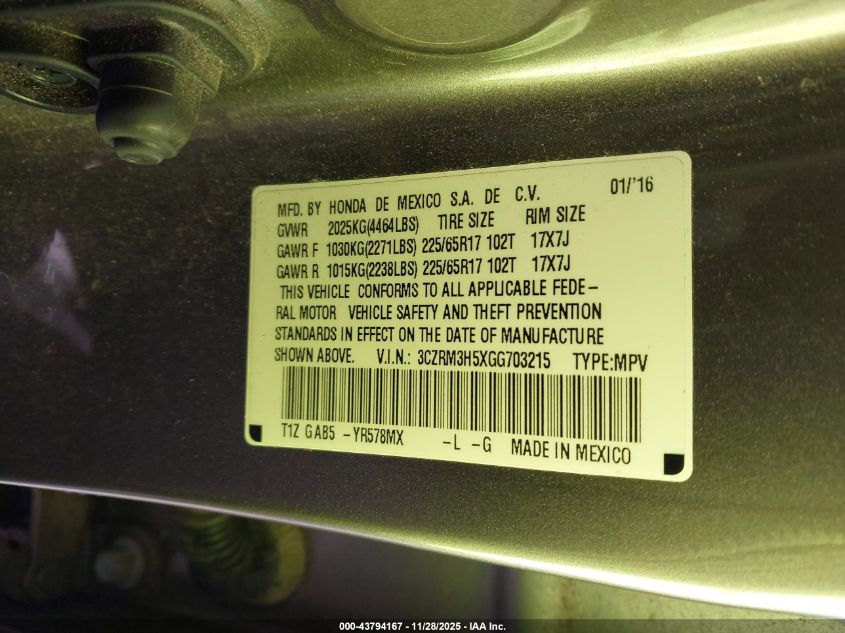 MFD. BY HONDA DE MEXICO S.A. DE C.V. 01/'16
GVWR 2025KG(4464LBS) TIRE SIZE RIM SIZE
GAWR F 1030KG(2271LBS) 225/65R17 102T 17X7J
GAWR R 1015KG(2238LBS) 225/65R17 102T 17X7J
THIS VEHICLE CONFORMS TO ALL APPLICABLE FEDE-
RAL MOTOR VEHICLE SAFETY AND THEFT PREVENTION
STANDARDS IN EFFECT ON THE DATE OF MANUFACTURE
SHOWN ABOVE. V.I.N.: 3CZRM3H5XGG703215 TYPE:MPV
T1Z GAB5 -YR578MX -L -G MADE IN MEXICO
000-43794167 - 11/28/2025 - IAA Inc.